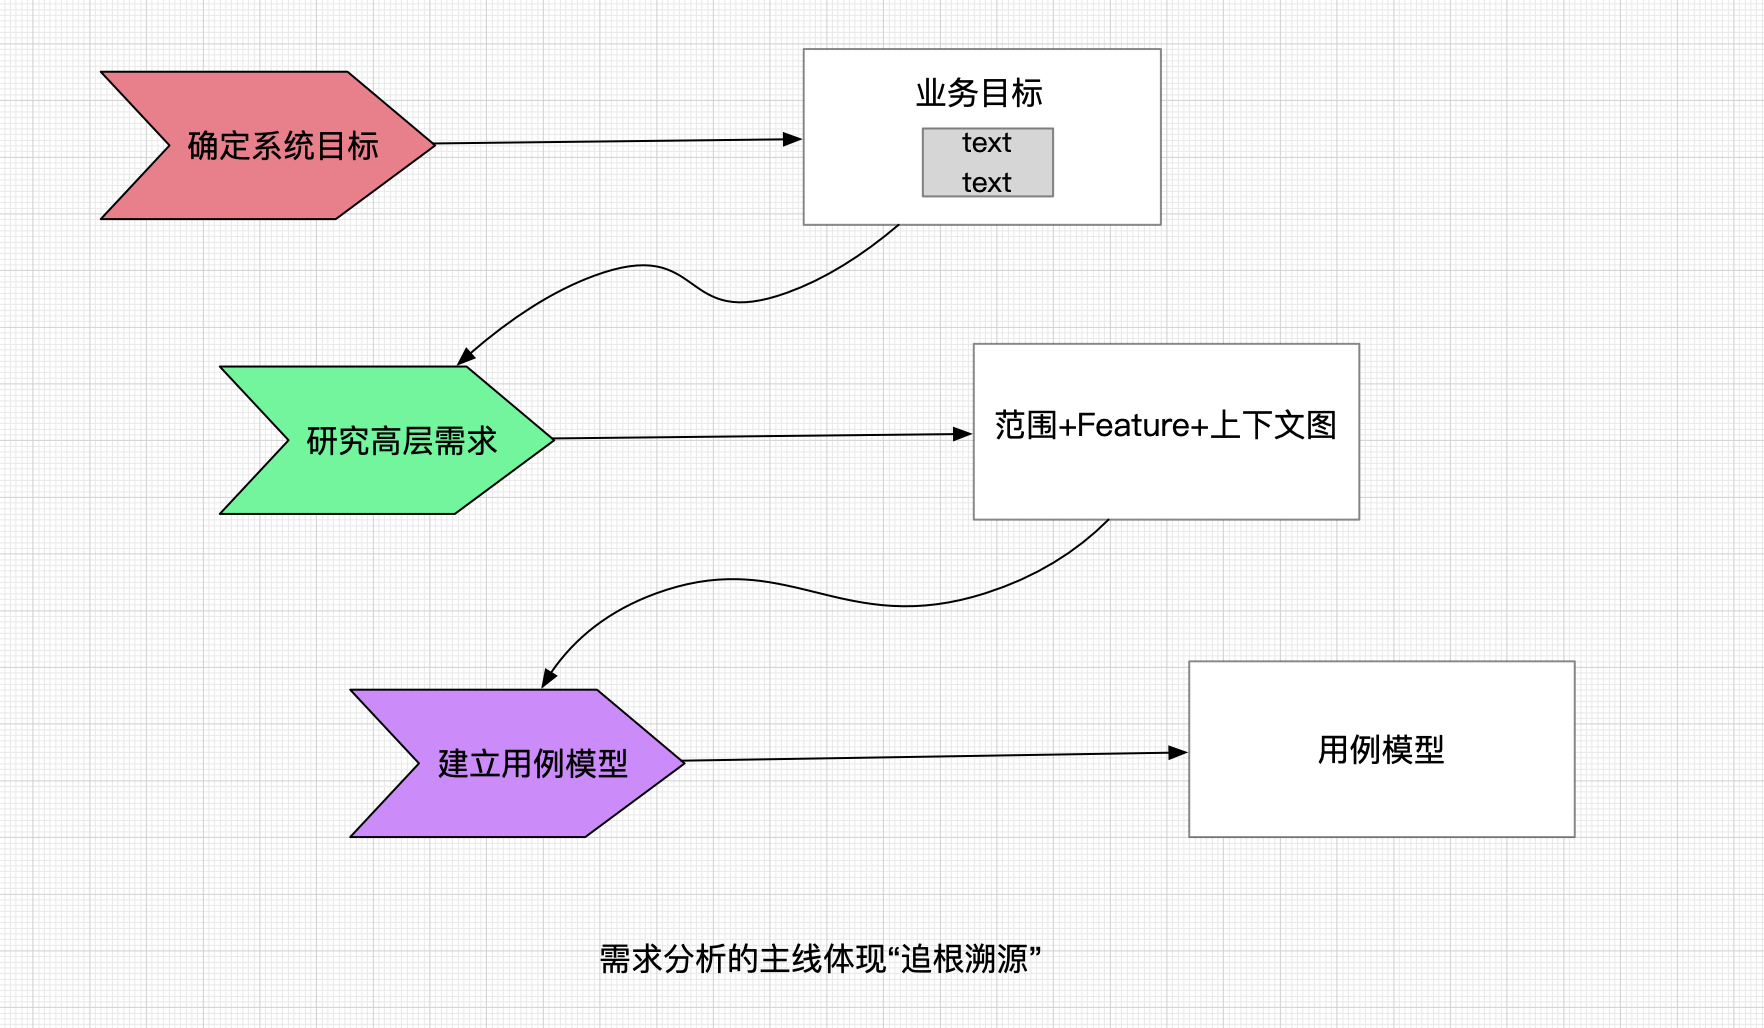 确定系统目标
业务目标
text
text
研究高层需求
范围+Feature+上下文图
建立用例模型
用例模型
需求分析的主线体现“追根溯源”